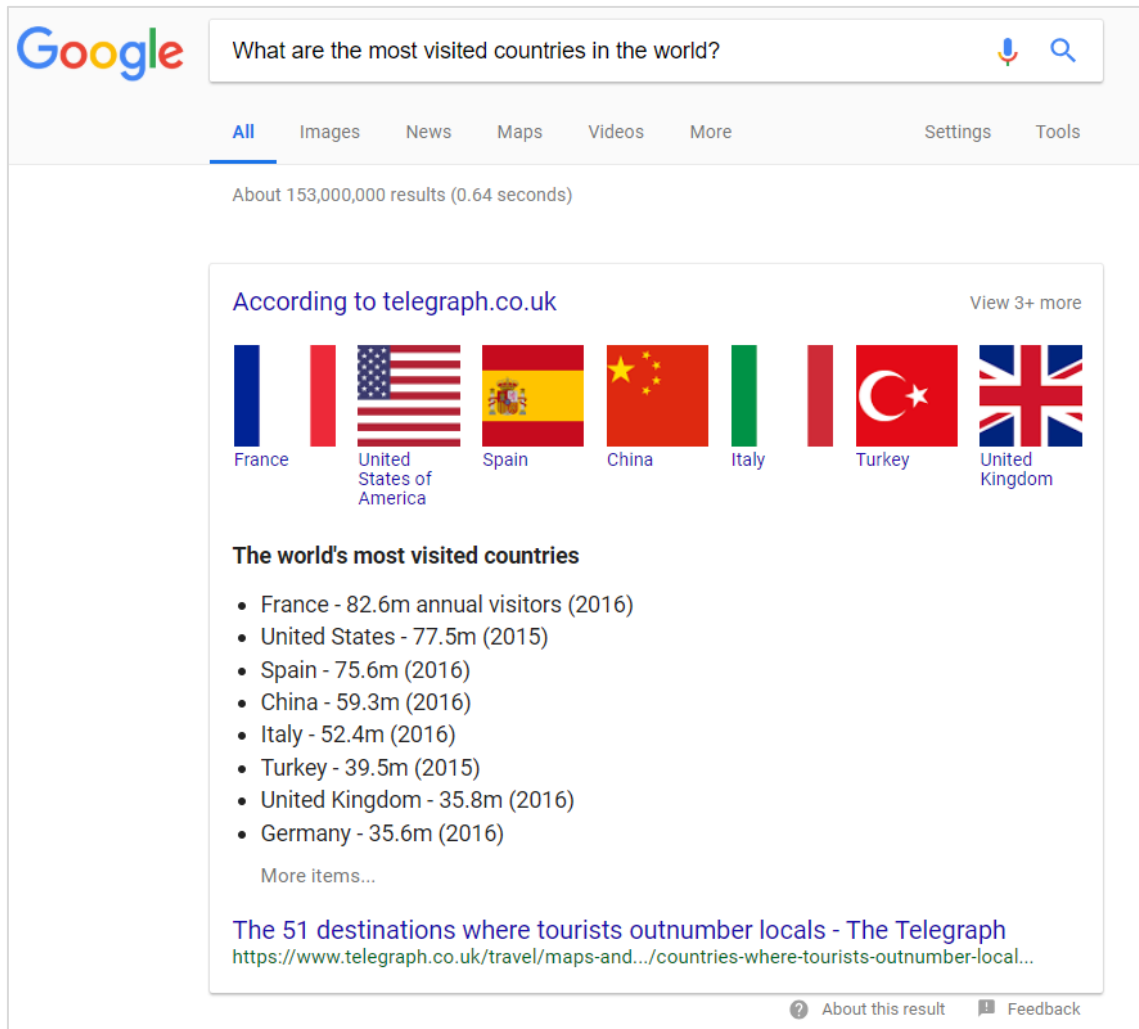 Google
What are the most visited countries in the world?
All Images News Maps Videos More Settings Tools
About 153,000,000 results (0.64 seconds)
According to telegraph.co.uk
View 3+ more
France
United
States of
America
Spain
China
Italy
Turkey
United
Kingdom
The world's most visited countries
• France - 82.6m annual visitors (2016)
• United States - 77.5m (2015)
• Spain - 75.6m (2016)
• China - 59.3m (2016)
• Italy - 52.4m (2016)
• Turkey - 39.5m (2015)
• United Kingdom - 35.8m (2016)
• Germany - 35.6m (2016)
More items...
The 51 destinations where tourists outnumber locals - The Telegraph
https://www.telegraph.co.uk/travel/maps-and.../countries-where-tourists-outnumber-local...
About this result Feedback